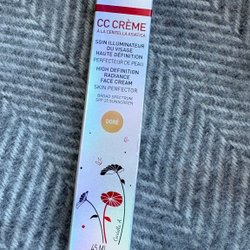 CC CRÈME
À LA CENTELLA ASIATICA
SOIN ILLUMINATEUR
DU VISAGE
HAUTE DÉFINITION
PERFECTEUR DE PEAU
HIGH DEFINITION
RADIANCE
FACE CREAM
SKIN PERFECTOR
BROAD SPECTRUM
SPF 25 SUNSCREEN
DORÉ
45 ML